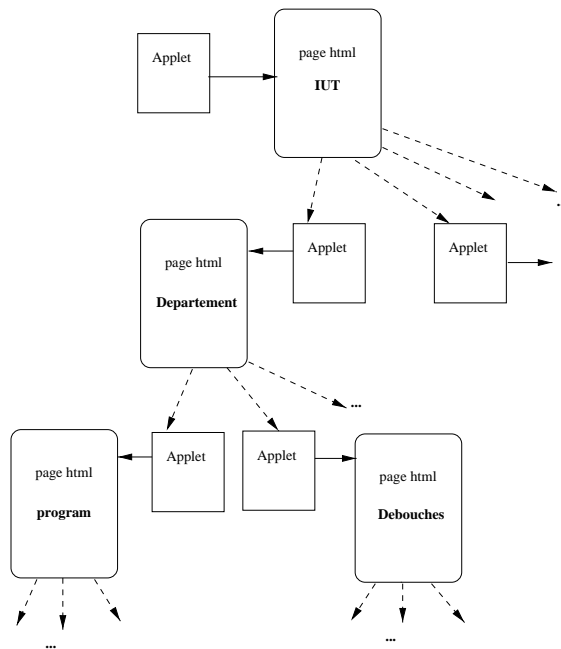 Applet
page html
IUT
.
Applet
Applet
page html
Departement
...
Applet
Applet
page html
program
page html
Debouches
...
...